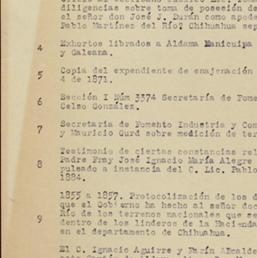 diligencias sobre toma de posesión de
el señor don José J. Durán como apode
Pablo Martínez del Río? Chihuahua sep
4 Exhortos librados a Aldama Manicuipa
y Galeana.
5 Copia del expendiente de enajenación
4 de 1871.
6 Sección I Núm 3374 Secretaría de Fome
Celso González.
7 Secretaría de Fomento Industria y Com
y Mauricio Gurd sobre medición de ter
8 Testimonio de ciertas constancias rel
Padre Fray José Ignacio María Alegre
pulsado a instancia del C. Lic. Pablo
1884.
9 1855 a 1857. Protocolización de los d
que el Gobierno ha hecho al señor doc
Río de los terrenos nacionales que se
dentro de los linderos de la Hacienda
en el departamento de Chihuahua.
El C. Ignacio Aguirre y Alcalde